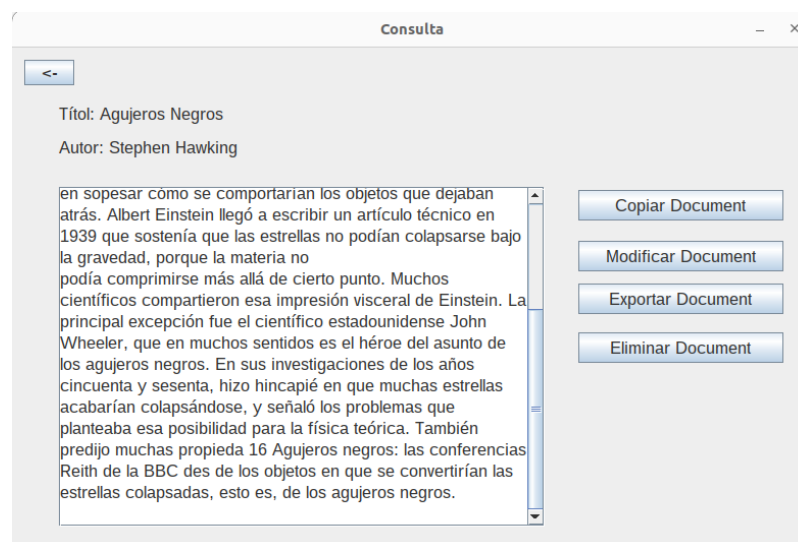 Consulta
<-
Títol: Agujeros Negros
Autor: Stephen Hawking
en sopesar cómo se comportarían los objetos que dejaban
atrás. Albert Einstein llegó a escribir un artículo técnico en
1939 que sostenía que las estrellas no podían colapsarse bajo
la gravedad, porque la materia no
podía comprimirse más allá de cierto punto. Muchos
científicos compartieron esa impresión visceral de Einstein. La
principal excepción fue el científico estadounidense John
Wheeler, que en muchos sentidos es el héroe del asunto de
los agujeros negros. En sus investigaciones de los años
cincuenta y sesenta, hizo hincapié en que muchas estrellas
acabarían colapsándose, y señaló los problemas que
planteaba esa posibilidad para la física teórica. También
predijo muchas propieda 16 Agujeros negros: las conferencias
Reith de la BBC des de los objetos en que se convertirían las
estrellas colapsadas, esto es, de los agujeros negros.
Copiar Document
Modificar Document
Exportar Document
Eliminar Document